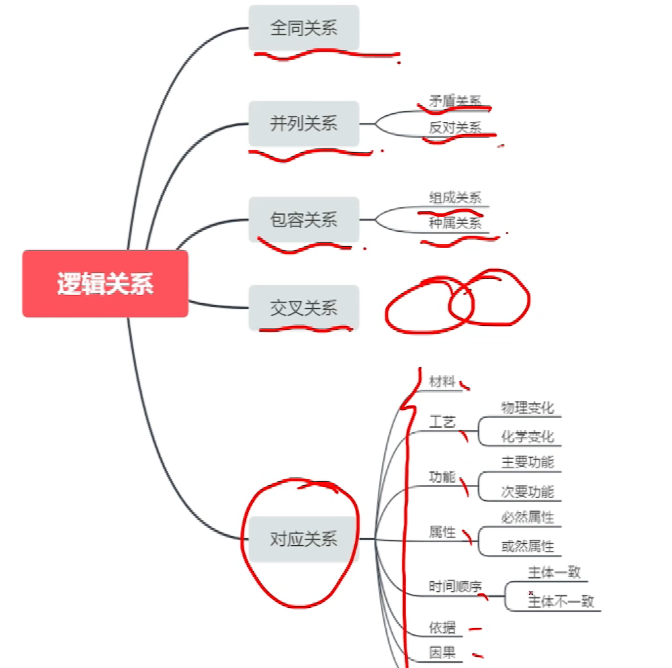 全同关系
并列关系
矛盾关系
反对关系
包容关系
组成关系
种属关系
逻辑关系
交叉关系
对应关系
材料
工艺
物理变化
化学变化
功能
主要功能
次要功能
属性
必然属性
或然属性
时间顺序
主体一致
主体不一致
依据
因果